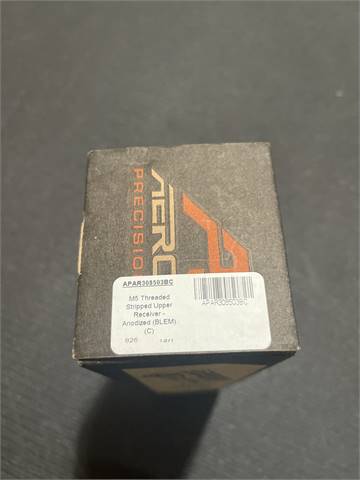 AERO
PRECISIO
APAR308503BC
M5 Threaded
Stripped Upper
Receiver -
Anodized (BLEM)
(C)
APAR308503BC